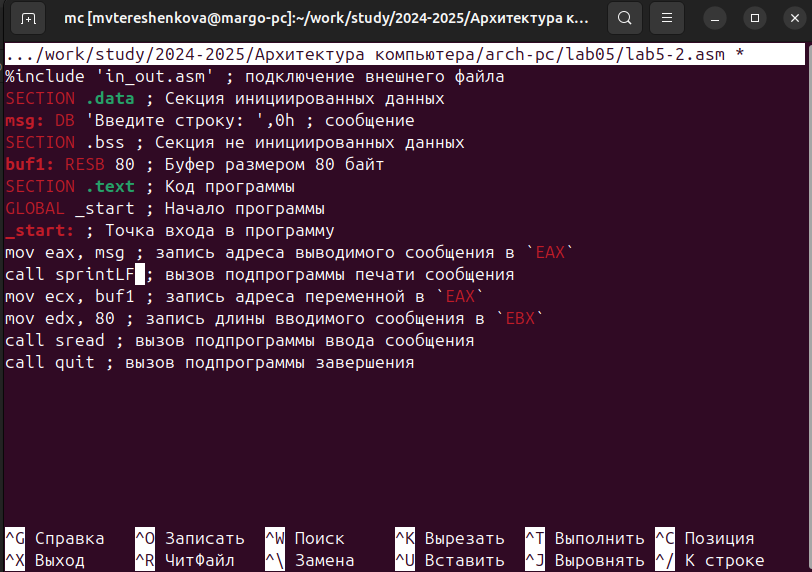 mc [mvtereshenkova@margo-pc]:~/work/study/2024-2025/Архитектура к...
.../work/study/2024-2025/Архитектура компьютера/arch-pc/lab05/lab5-2.asm *
%include 'in_out.asm' ; подключение внешнего файла
SECTION .data ; Секция инициированных данных
msg: DB 'Введите строку: ',0h ; сообщение
SECTION .bss ; Секция не инициированных данных
buf1: RESB 80 ; Буфер размером 80 байт
SECTION .text ; Код программы
GLOBAL _start ; Начало программы
_start: ; Точка входа в программу
mov eax, msg ; запись адреса выводимого сообщения в `EAX`
call sprintLF ; вызов подпрограммы печати сообщения
mov ecx, buf1 ; запись адреса переменной в `EAX`
mov edx, 80 ; запись длины вводимого сообщения в `EBX`
call sread ; вызов подпрограммы ввода сообщения
call quit ; вызов подпрограммы завершения
^G Справка ^O Записать ^W Поиск ^K Вырезать ^T Выполнить ^C Позиция
^X Выход ^R ЧитФайл ^\ Замена ^U Вставить ^J Выровнять ^/ К строке